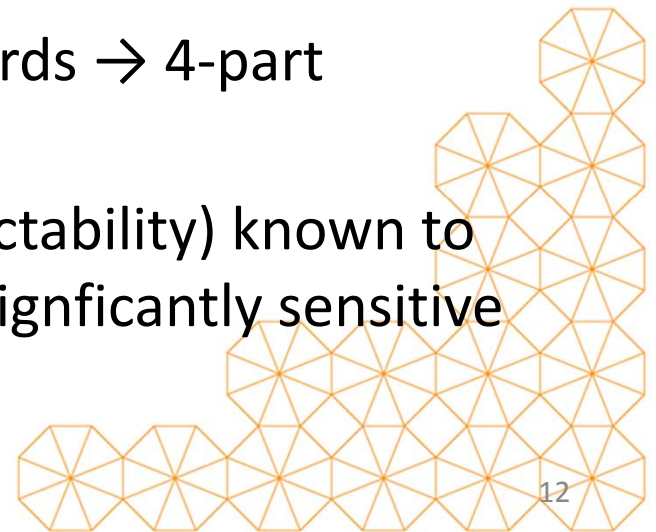 rds → 4-part
ctability) known to
ignficantly sensitive
12